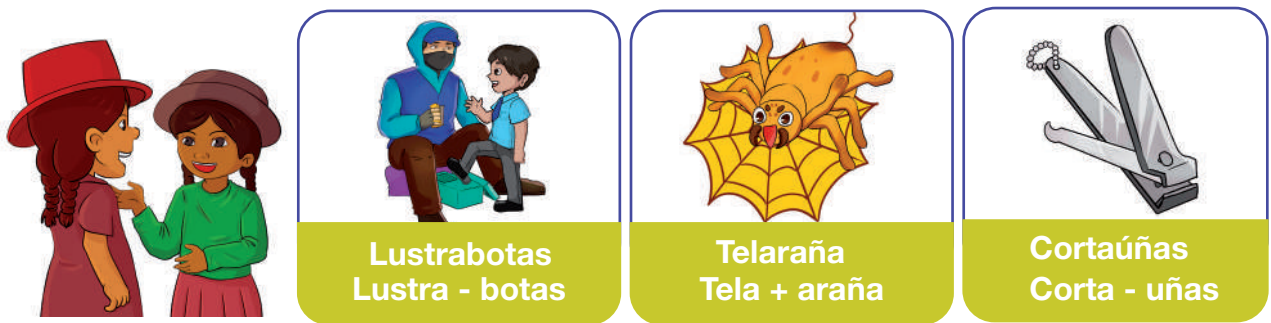 Lustrabotas
Lustra - botas
Telaraña
Tela + araña
Cortaúñas
Corta - uñas